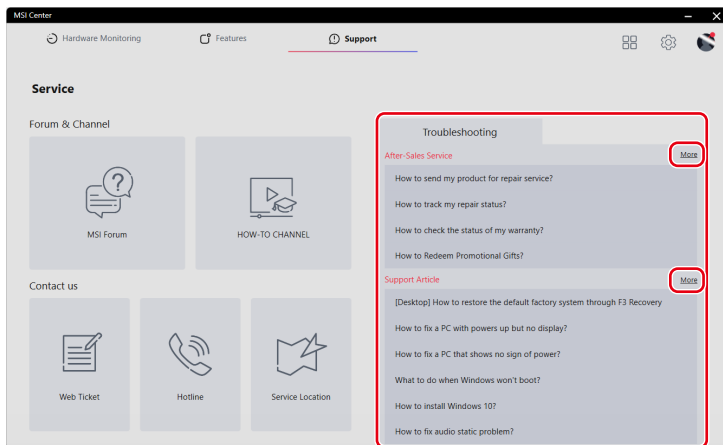 MSI Center
Hardware Monitoring
Features
Support
Service
Forum & Channel
MSI Forum
HOW-TO CHANNEL
Contact us
Web Ticket
Hotline
Service Location
Troubleshooting
After-Sales Service
More
How to send my product for repair service?
How to track my repair status?
How to check the status of my warranty?
How to Redeem Promotional Gifts?
Support Article
More
[Desktop] How to restore the default factory system through F3 Recovery
How to fix a PC with powers up but no display?
How to fix a PC that shows no sign of power?
What to do when Windows won't boot?
How to install Windows 10?
How to fix audio static problem?